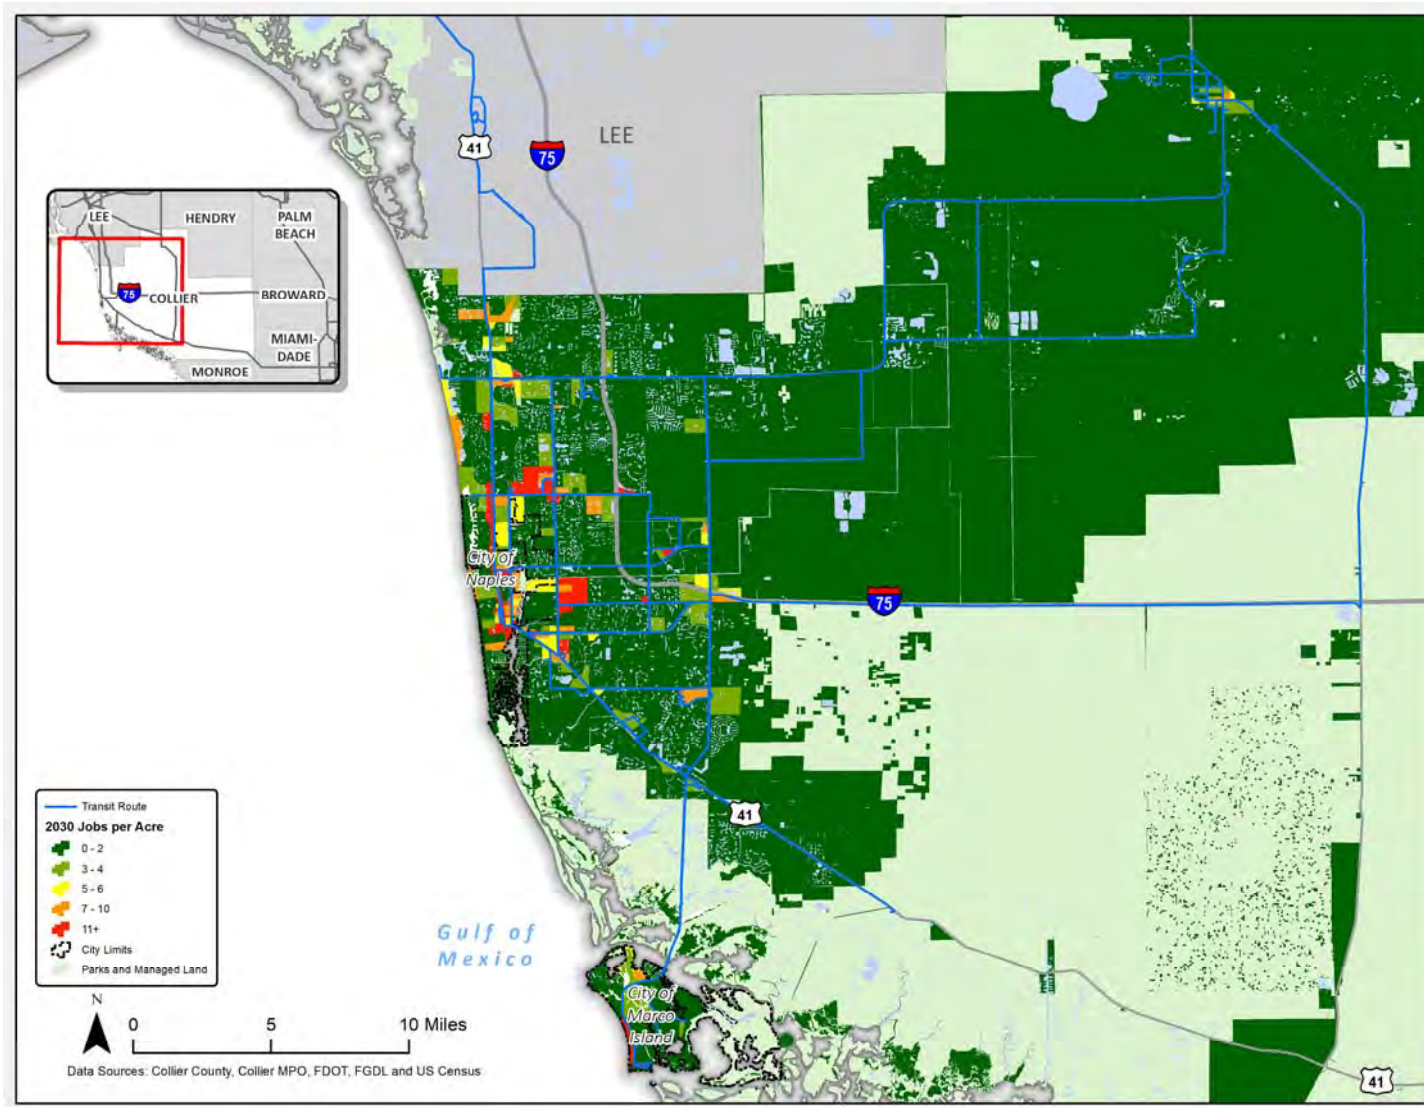 LEE
41
75
LEE
HENDRY
PALM
BEACH
75
COLLIER
BROWARD
MIAMI-
DADE
MONROE
City of
Naples
75
41
Transit Route
2030 Jobs per Acre
0 - 2
3 - 4
5 - 6
7 - 10
11+
City Limits
Parks and Managed Land
Gulf of
Mexico
City of
Marco
Island
N
0 5 10 Miles
Data Sources: Collier County, Collier MPO, FDOT, FGDL and US Census
41